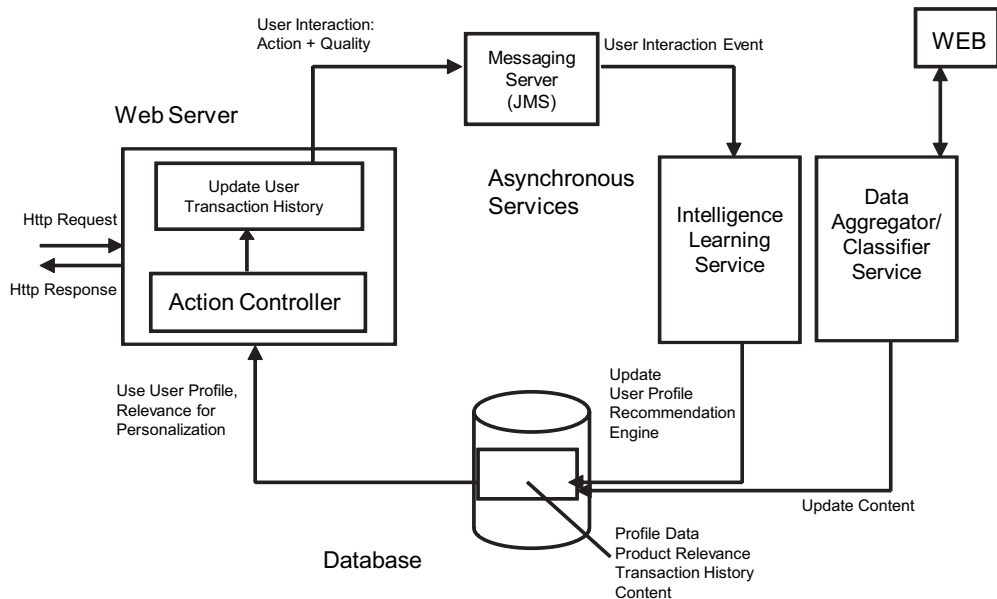 User Interaction:
Action + Quality
Messaging
Server
(JMS)
User Interaction Event
WEB
Web Server
Update User
Transaction History
Asynchronous
Services
Intelligence
Learning
Service
Data
Aggregator/
Classifier
Service
Http Request
Http Response
Action Controller
Use User Profile,
Relevance for
Personalization
Update
User Profile
Recommendation
Engine
Update Content
Database
Profile Data
Product Relevance
Transaction History
Content